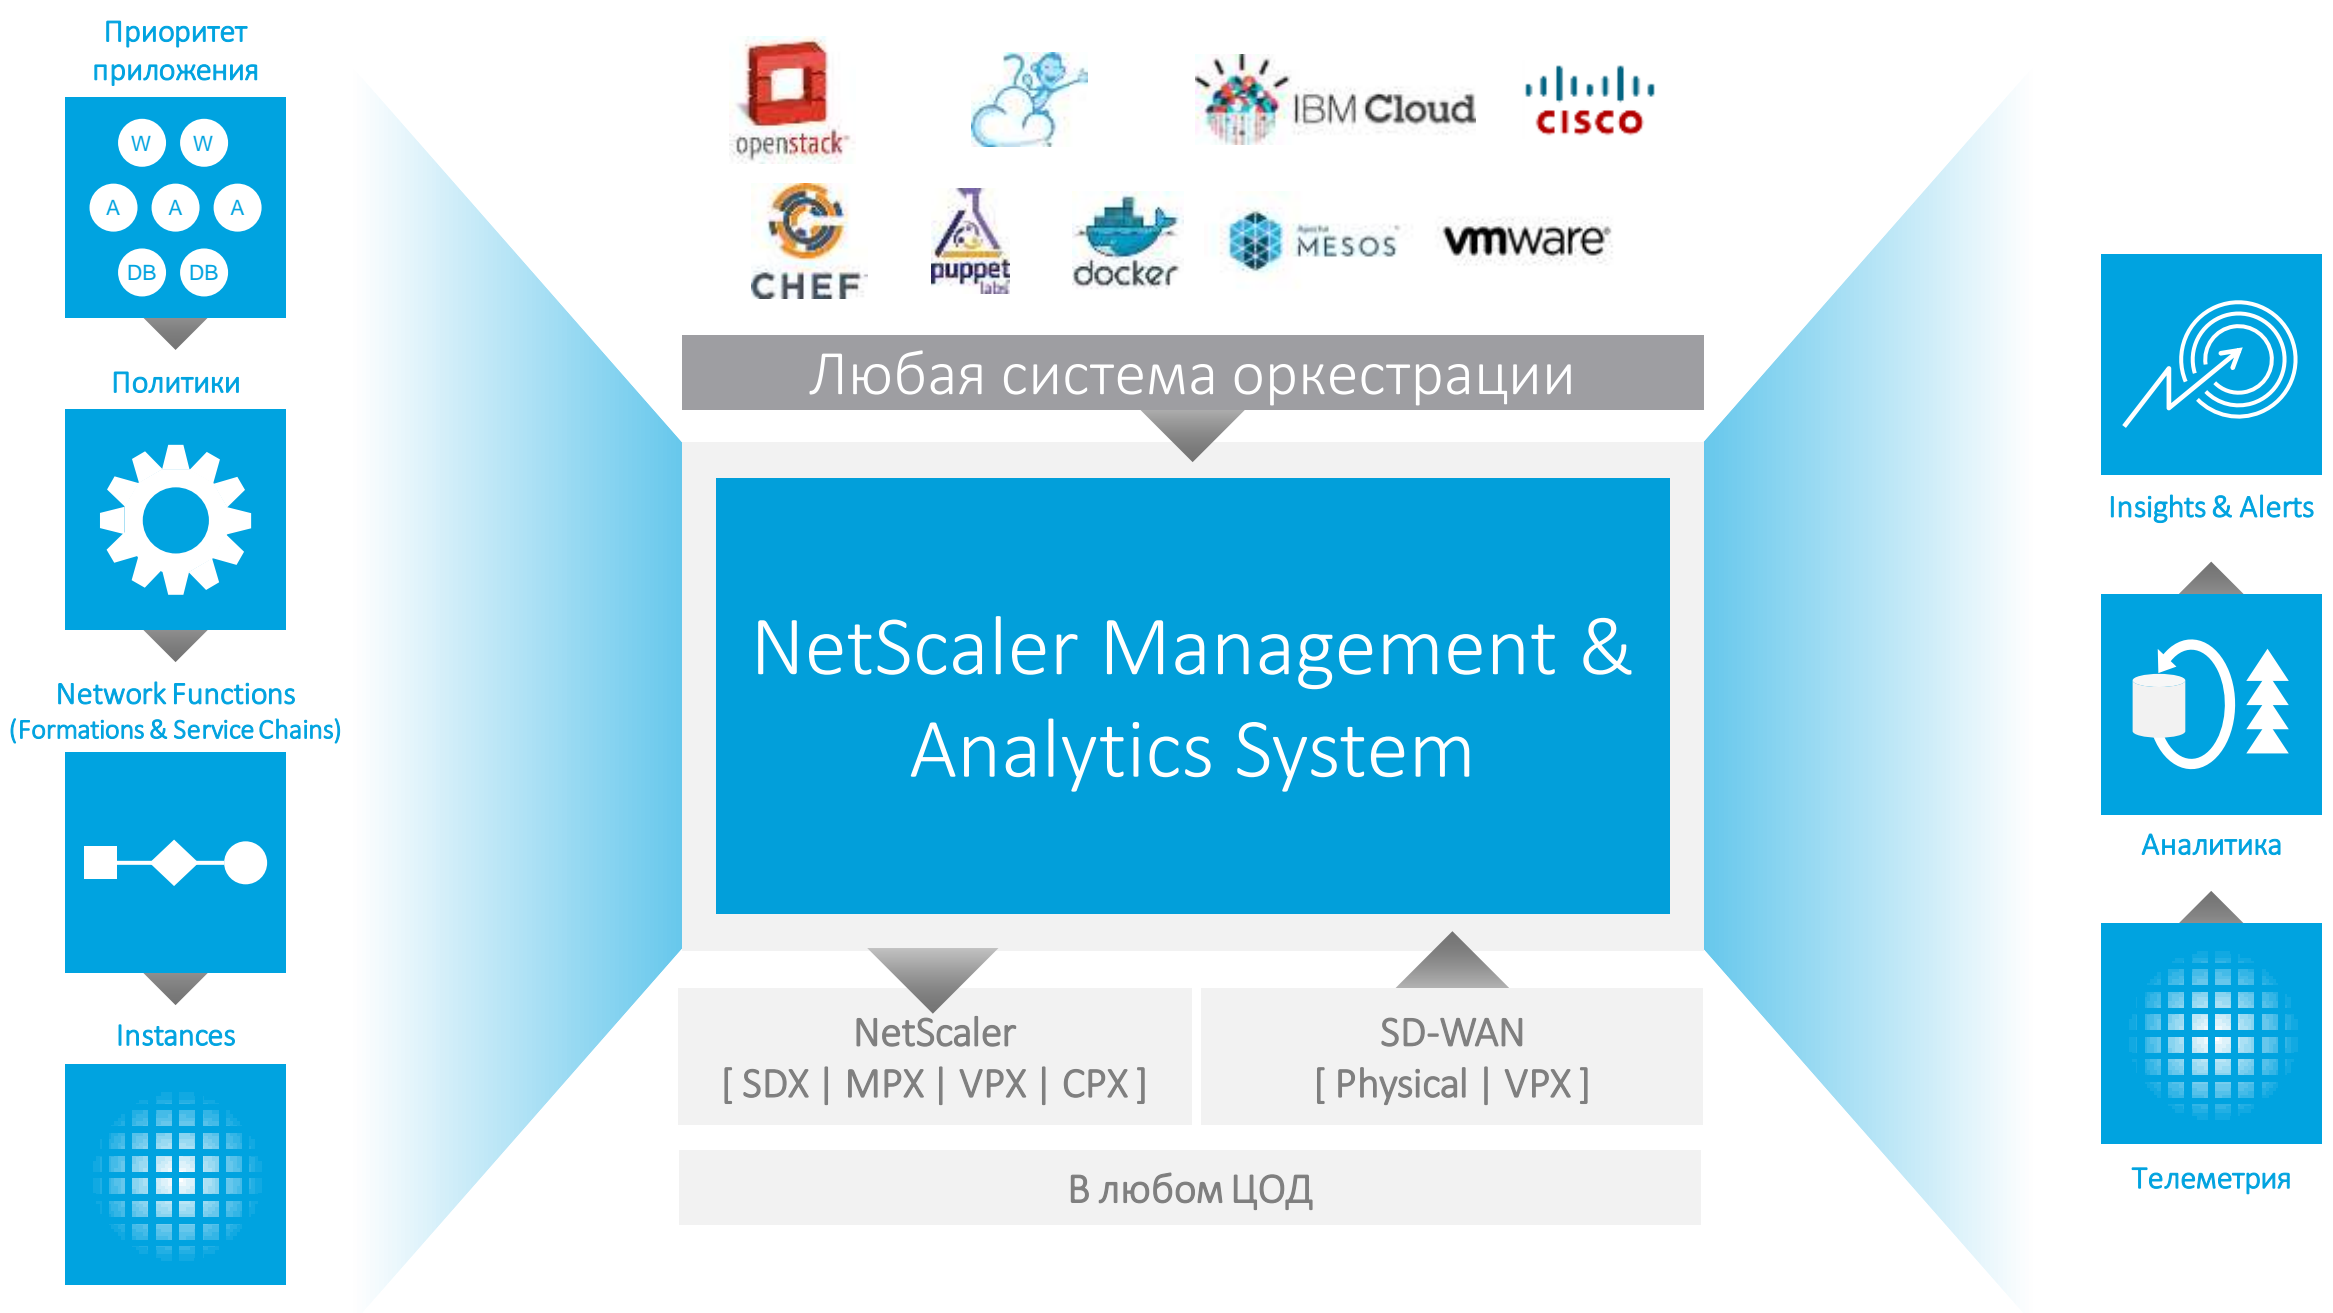 Приоритет
приложения
W W
A A A
DB DB
Политики
Network Functions
(Formations & Service Chains)
Instances
openstack
IBM Cloud
CISCO
CHEF
puppet
labs
docker
Apache
MESOS
vmware
Любая система оркестрации
NetScaler Management &
Analytics System
NetScaler
[ SDX | MPX | VPX | CPX ]
SD-WAN
[ Physical | VPX ]
В любом ЦОД
Insights & Alerts
Аналитика
Телеметрия